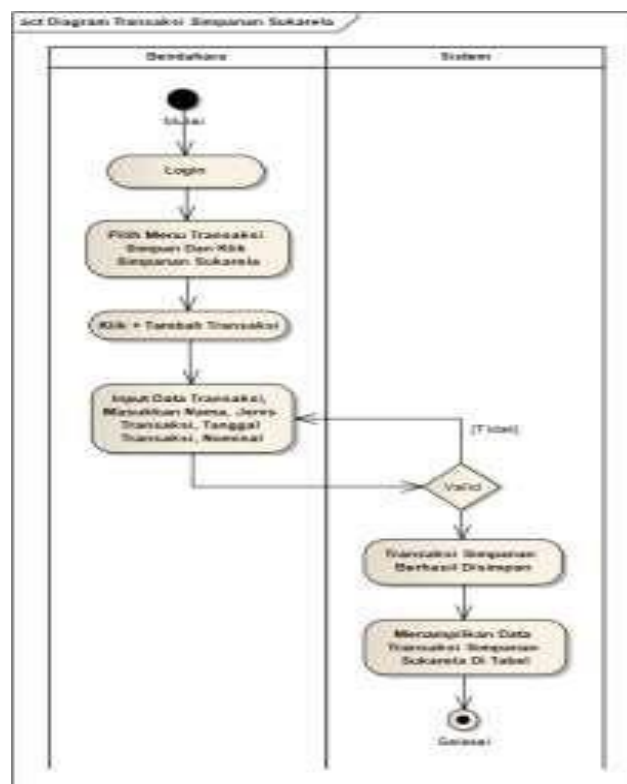 act Diagram Transaksi Simpanan Sukarela
Bendahara
Sistem
Mulai
Login
Pilih Menu Transaksi
Simpan Dan Klik
Simpanan Sukarela
Klik + Tambah Transaksi
Input Data Transaksi,
Masukkan Nama, Jenis
Transaksi, Tanggal
Transaksi, Nominal
[Tidak]
Valid
Transaksi Simpanan
Berhasil Disimpan
Menampilkan Data
Transaksi Simpanan
Sukarela Di Tabel
Selesai